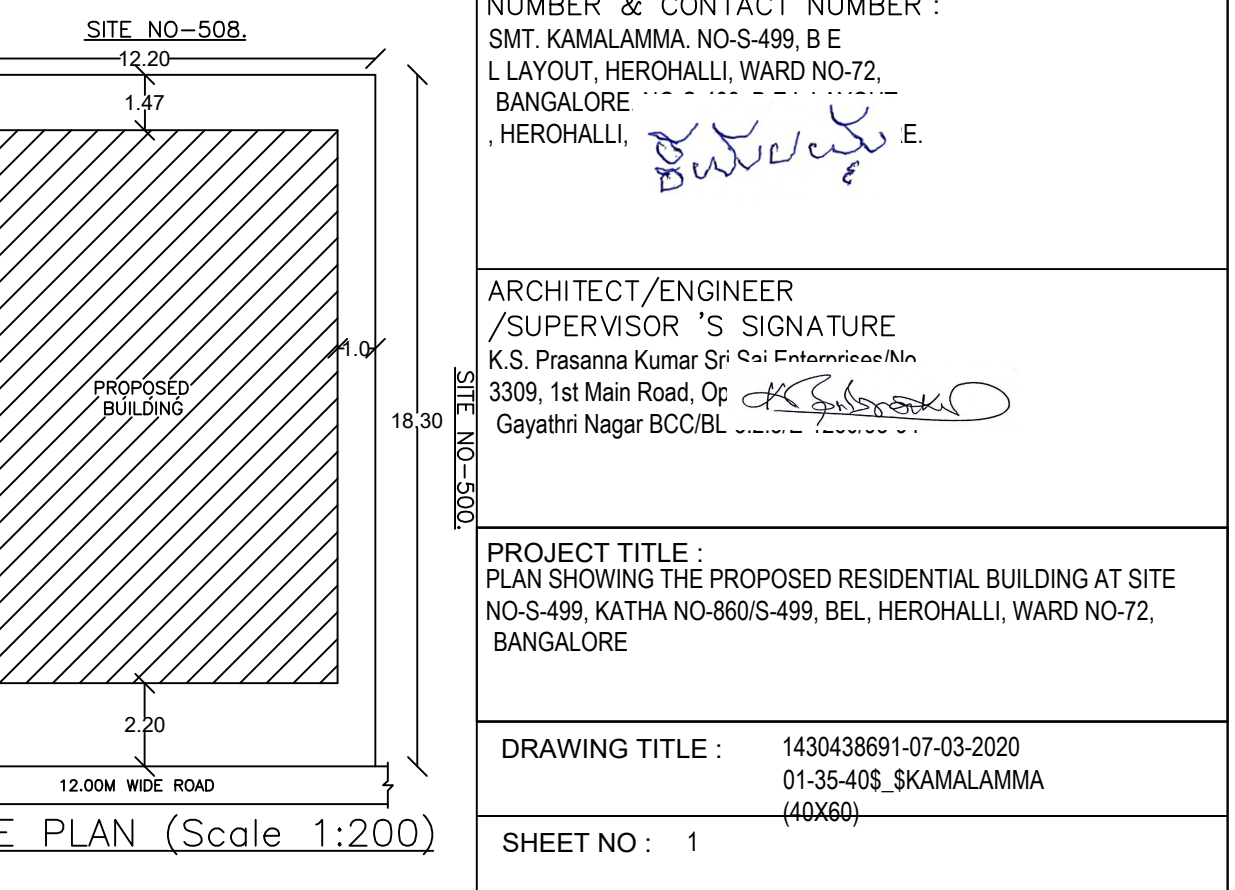 SITE NO-508.
12.20
1.47
1.0
PROPOSED
BUILDING
18.30
SITE NO-500.
2.20
12.00M WIDE ROAD
E PLAN (Scale 1:200)
NUMBER & CONTACT NUMBER :
SMT. KAMALAMMA. NO-S-499, B E
L LAYOUT, HEROHALLI, WARD NO-72,
BANGALORE.
, HEROHALLI, E.
ARCHITECT/ENGINEER
/SUPERVISOR 'S SIGNATURE
K.S. Prasanna Kumar Sri Sai Enterprises/No
3309, 1st Main Road, Op
Gayathri Nagar BCC/BL
PROJECT TITLE :
PLAN SHOWING THE PROPOSED RESIDENTIAL BUILDING AT SITE
NO-S-499, KATHA NO-860/S-499, BEL, HEROHALLI, WARD NO-72,
BANGALORE
DRAWING TITLE : 1430438691-07-03-2020
01-35-40$_$KAMALAMMA
(40X60)
SHEET NO : 1